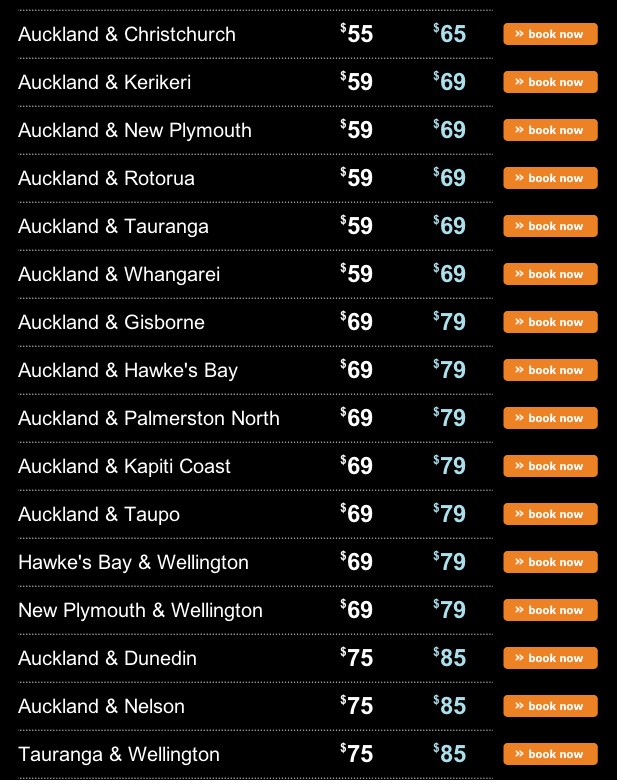 Auckland & Christchurch $55 $65 » book now
Auckland & Kerikeri $59 $69 » book now
Auckland & New Plymouth $59 $69 » book now
Auckland & Rotorua $59 $69 » book now
Auckland & Tauranga $59 $69 » book now
Auckland & Whangarei $59 $69 » book now
Auckland & Gisborne $69 $79 » book now
Auckland & Hawke's Bay $69 $79 » book now
Auckland & Palmerston North $69 $79 » book now
Auckland & Kapiti Coast $69 $79 » book now
Auckland & Taupo $69 $79 » book now
Hawke's Bay & Wellington $69 $79 » book now
New Plymouth & Wellington $69 $79 » book now
Auckland & Dunedin $75 $85 » book now
Auckland & Nelson $75 $85 » book now
Tauranga & Wellington $75 $85 » book now